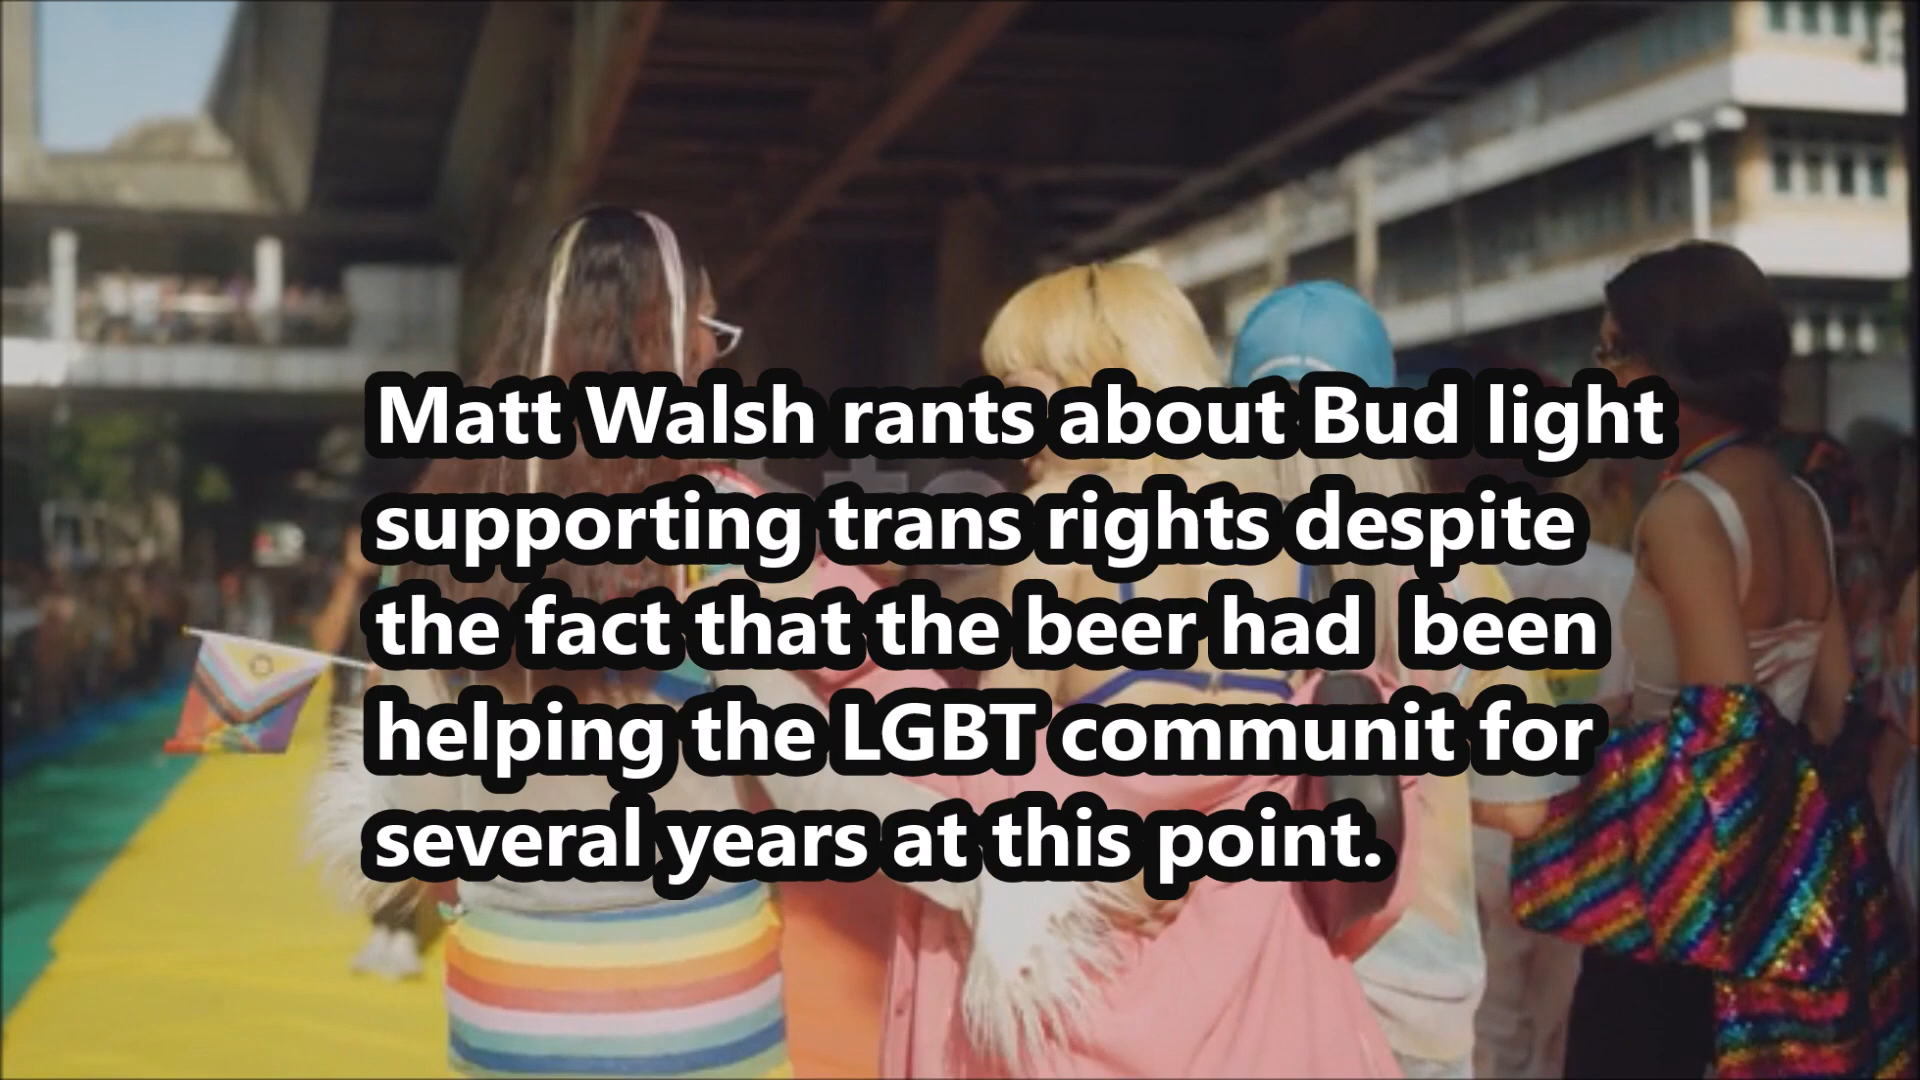 Matt Walsh rants about Bud light
supporting trans rights despite
the fact that the beer had  been
helping the LGBT communit for
several years at this point.